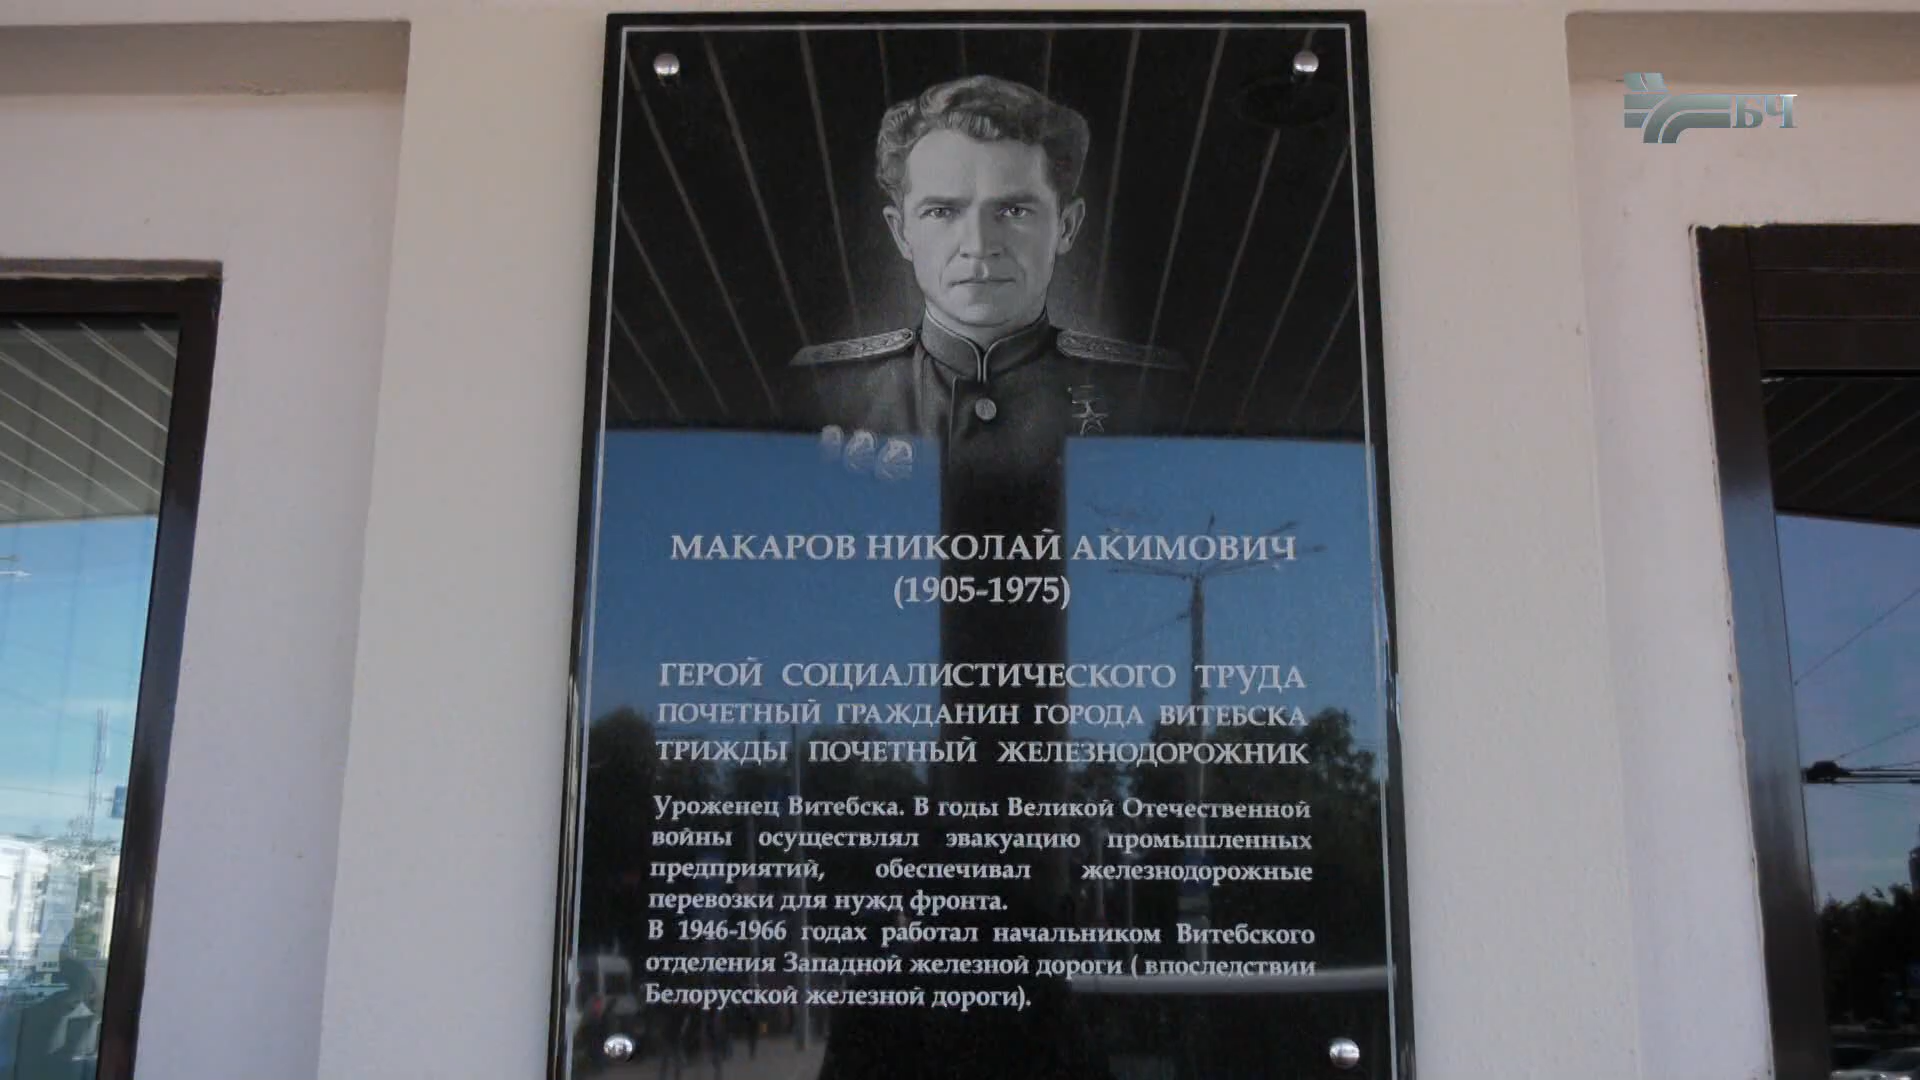 БЧ
МАКАРОВ НИКОЛАЙ АКИМОВИЧ
(1905-1975)
ГЕРОЙ СОЦИАЛИСТИЧЕСКОГО ТРУДА
ПОЧЕТНЫЙ ГРАЖДАНИН ГОРОДА ВИТЕБСКА
ТРИЖДЫ ПОЧЕТНЫЙ ЖЕЛЕЗНОДОРОЖНИК
Уроженец Витебска. В годы Великой Отечественной
войны осуществлял эвакуацию промышленных
предприятий, обеспечивал железнодорожные
перевозки для нужд фронта.
В 1946-1966 годах работал начальником Витебского
отделения Западной железной дороги ( впоследствии
Белорусской железной дороги).